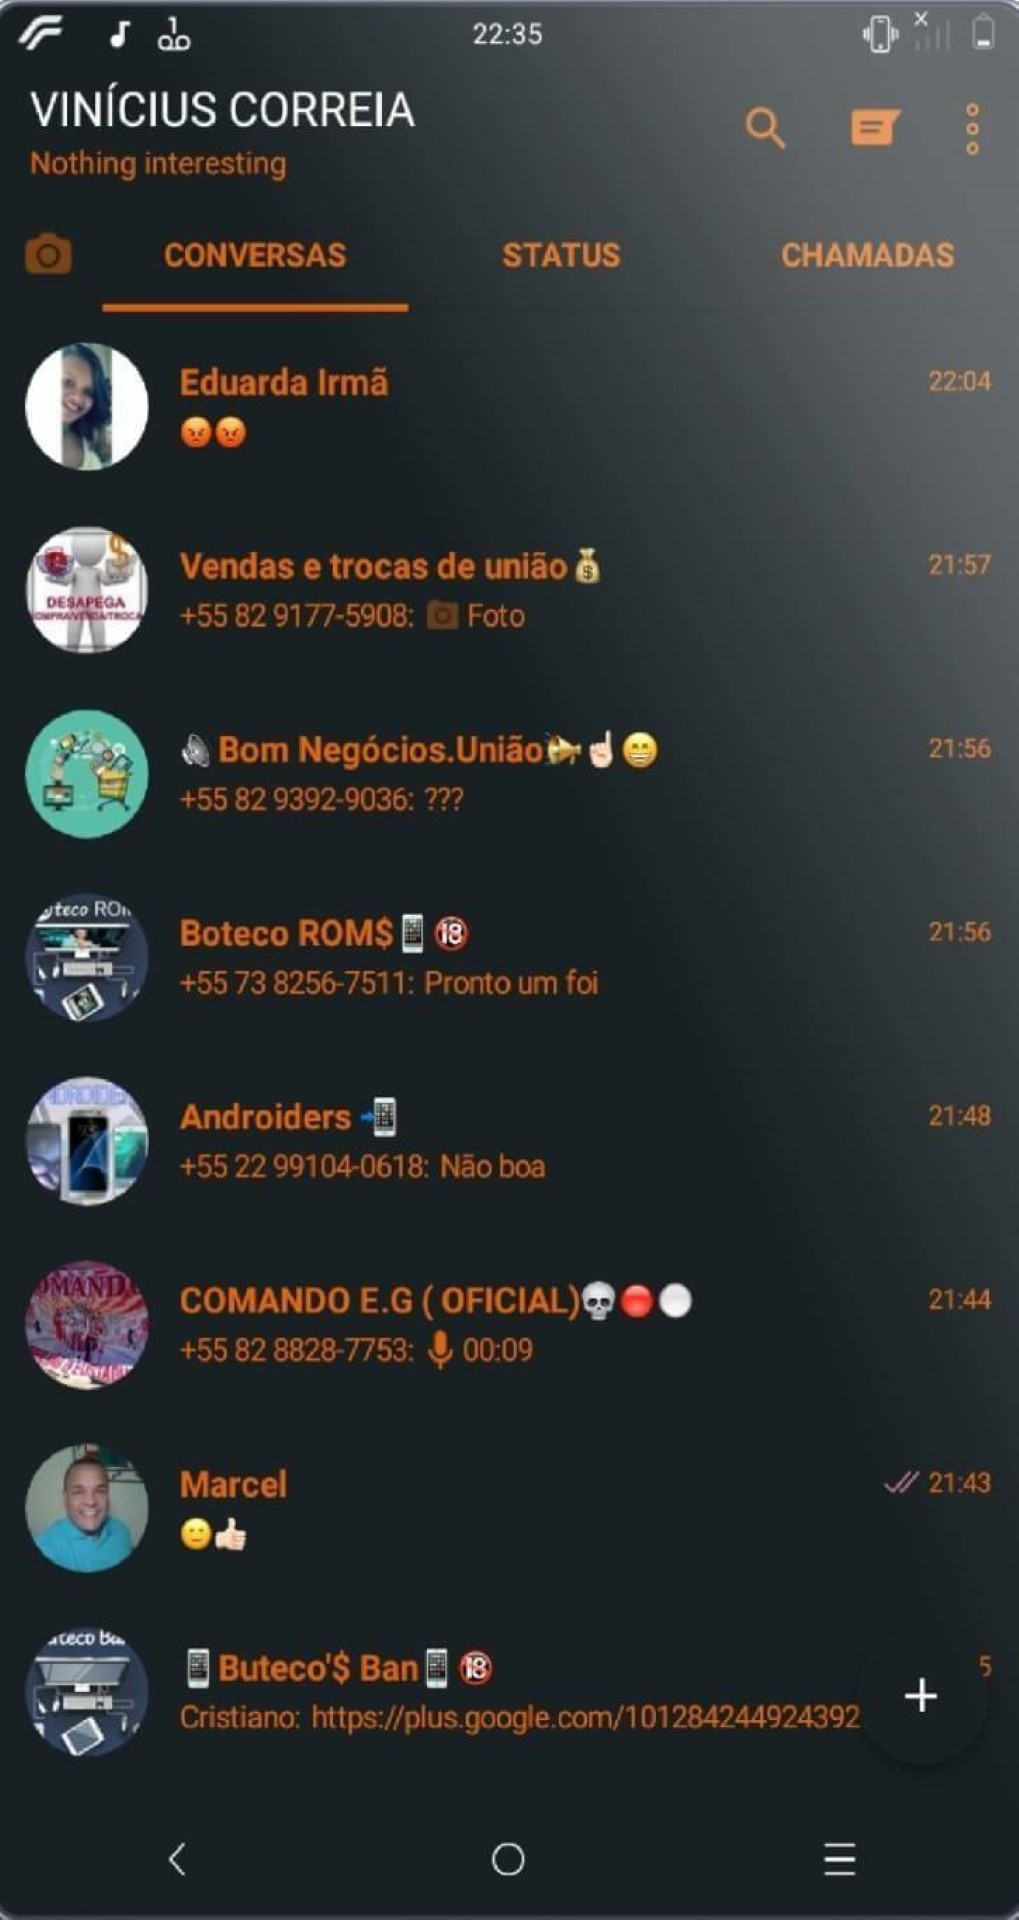 22:35
VINÍCIUS CORREIA
Nothing interesting
CONVERSAS STATUS CHAMADAS
Eduarda Irmã 22:04
😡😡
Vendas e trocas de união💰 21:57
DESAPEGA
+55 82 9177-5908: 📷 Foto
🔊 Bom Negócios.União📣☝🏻😁 21:56
+55 82 9392-9036: ???
Boteco ROM$📱🔞 21:56
+55 73 8256-7511: Pronto um foi
Androiders 📲 21:48
+55 22 99104-0618: Não boa
COMANDO E.G ( OFICIAL)💀🔴⚪ 21:44
+55 82 8828-7753: 🎤 00:09
Marcel 21:43
🙂👍🏻
📱Buteco'$ Ban📱🔞 5
Cristiano: https://plus.google.com/101284244924392